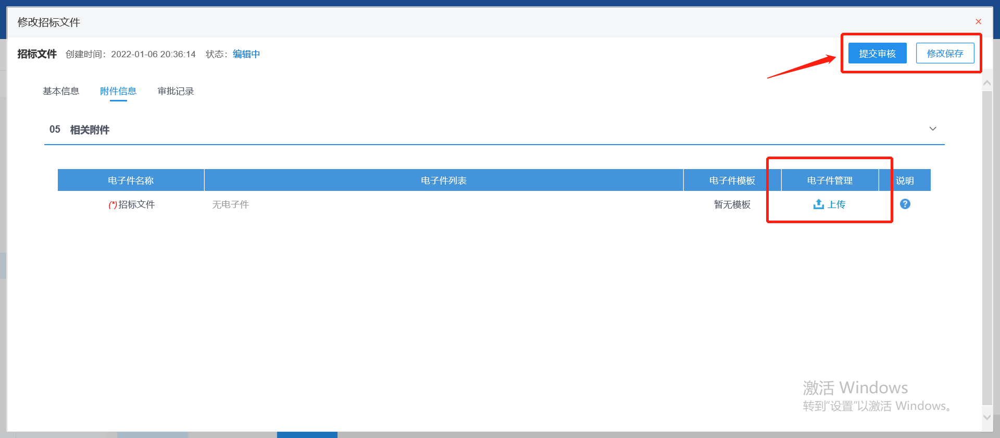 修改招标文件
×
招标文件 创建时间：2022-01-06 20:36:14 状态：编辑中
提交审核 修改保存
基本信息 附件信息 审批记录
05 相关附件
电子件名称 电子件列表 电子件模板 电子件管理 说明
(*)招标文件 无电子件 暂无模板 上传 ?
激活 Windows
转到“设置”以激活 Windows。